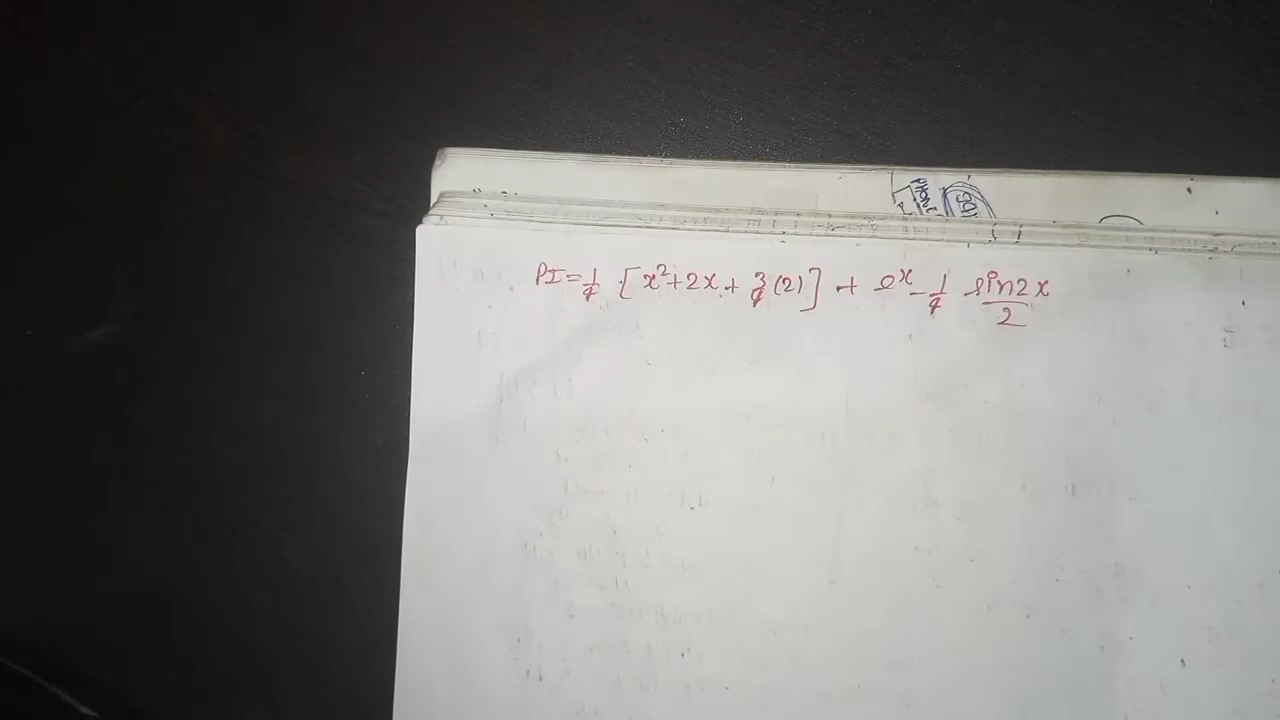 PI = 1/4 [x² + 2x + 3/4 (2)] + e^x - 1/4 sin2x/2